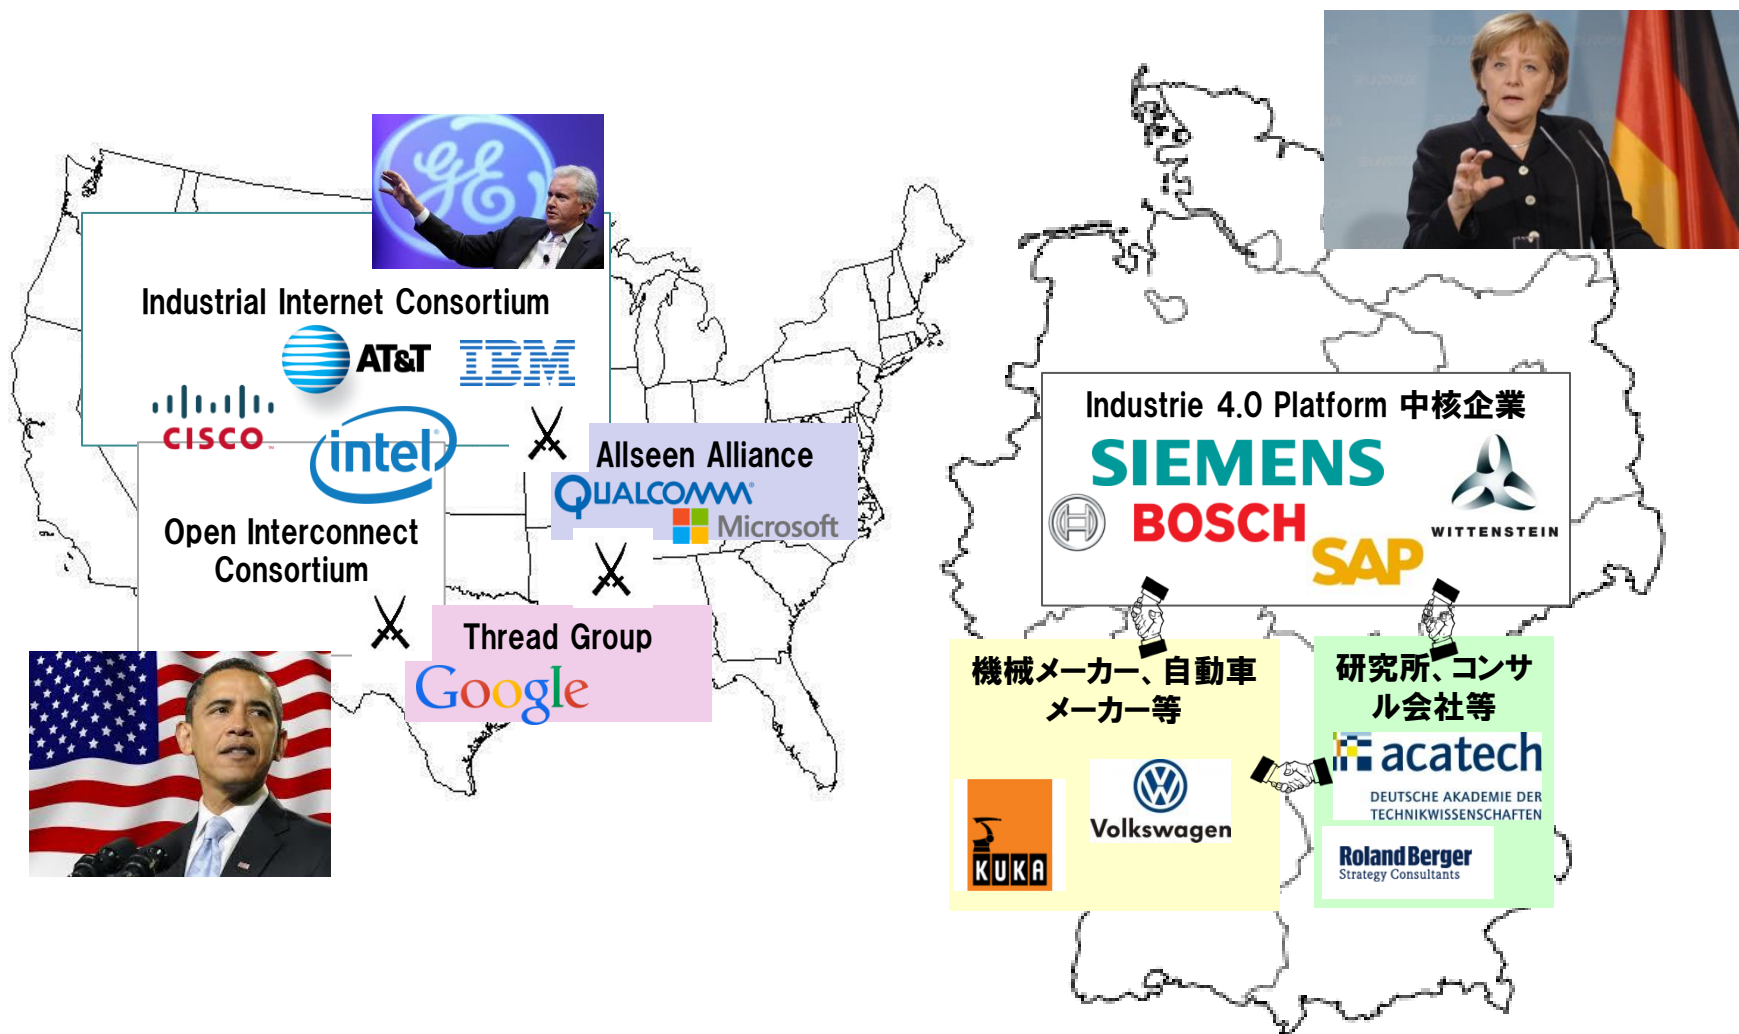 GE
Industrial Internet Consortium
AT&T
IBM
CISCO
intel
Allseen Alliance
QUALCOMM
Microsoft
Open Interconnect
Consortium
Thread Group
Google
Industrie 4.0 Platform 中核企業
SIEMENS
BOSCH
SAP
WITTENSTEIN
機械メーカー、自動車
メーカー等
KUKA
Volkswagen
研究所、コンサ
ル会社等
acatech
DEUTSCHE AKADEMIE DER
TECHNIKWISSENSCHAFTEN
Roland Berger
Strategy Consultants